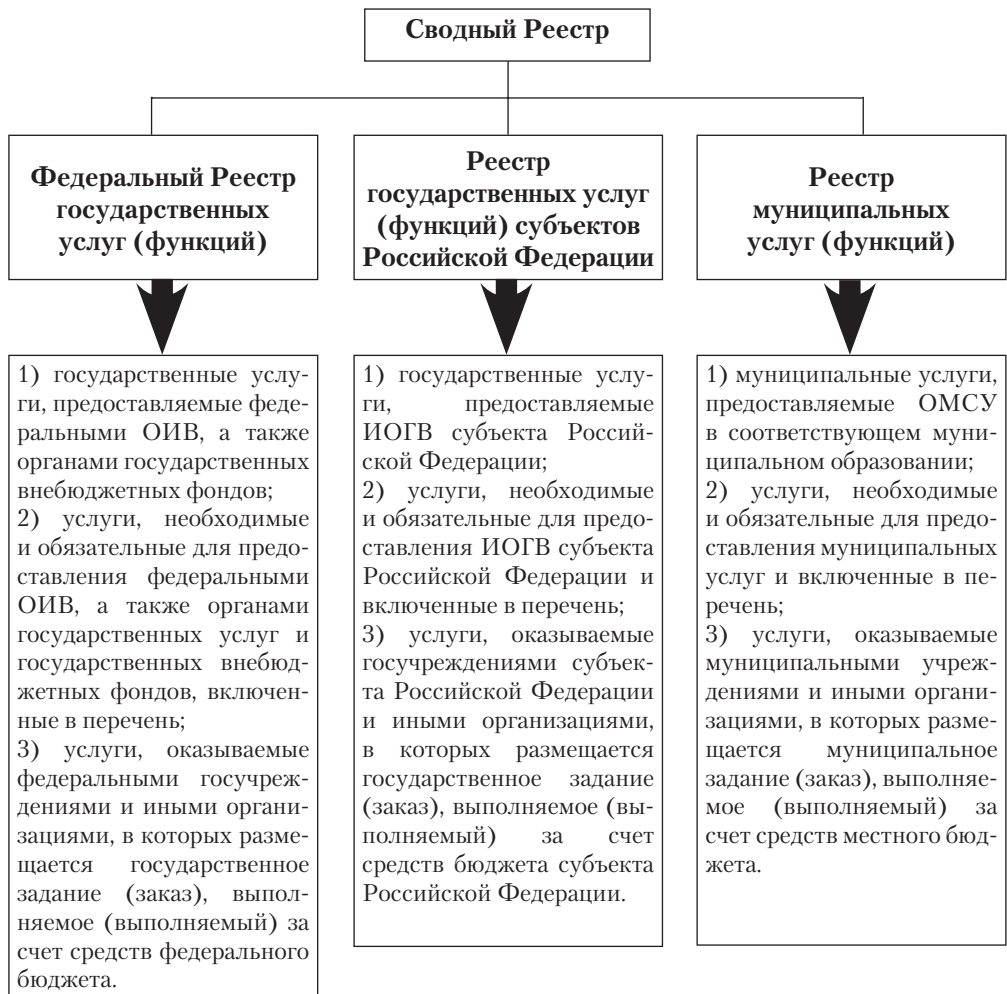 Сводный Реестр
Федеральный Реестр
государственных
услуг (функций)
Реестр
государственных услуг
(функций) субъектов
Российской Федерации
Реестр
муниципальных
услуг (функций)
1) государственные услу-
ги, предоставляемые феде-
ральными ОИВ, а также
органами государственных
внебюджетных фондов;
2) услуги, необходимые
и обязательные для предо-
ставления федеральными
ОИВ, а также органами
государственных услуг и
государственных внебюд-
жетных фондов, включен-
ные в перечень;
3) услуги, оказываемые
федеральными госучреж-
дениями и иными органи-
зациями, в которых разме-
щается государственное
задание (заказ), выпол-
няемое (выполняемый) за
счет средств федерального
бюджета.
1) государственные услу-
ги, предоставляемые
ИОГВ субъекта Россий-
ской Федерации;
2) услуги, необходимые
и обязательные для предо-
ставления ИОГВ субъекта
Российской Федерации и
включенные в перечень;
3) услуги, оказываемые
госучреждениями субъек-
та Российской Федерации
и иными организациями,
в которых размещается
государственное задание
(заказ), выполняемое (вы-
полняемый) за счет
средств бюджета субъекта
Российской Федерации.
1) муниципальные услуги,
предоставляемые ОМСУ
в соответствующем муни-
ципальном образовании;
2) услуги, необходимые
и обязательные для предо-
ставления муниципальных
услуг и включенные в пе-
речень;
3) услуги, оказываемые
муниципальными учреж-
дениями и иными органи-
зациями, в которых разме-
щается муниципальное
задание (заказ), выполняе-
мое (выполняемый) за
счет средств местного бюд-
жета.